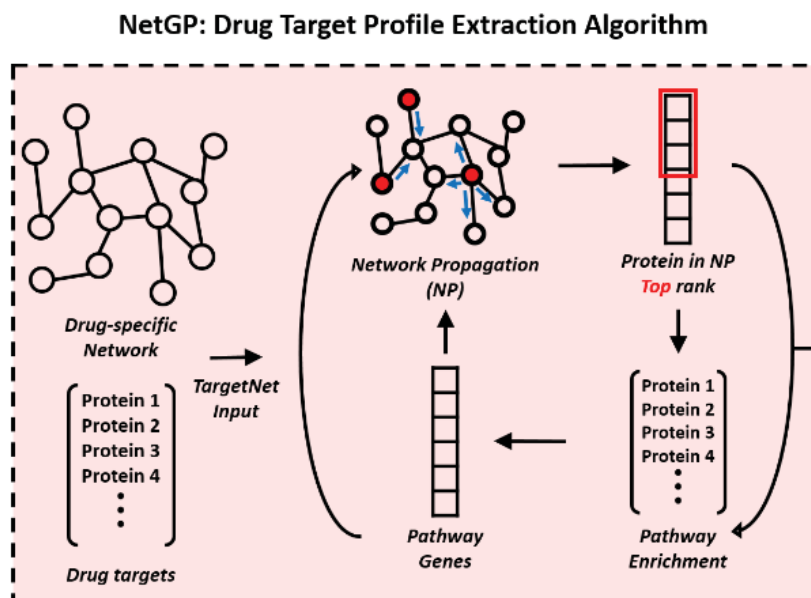 NetGP: Drug Target Profile Extraction Algorithm
Drug-specific
Network
Protein 1
Protein 2
Protein 3
Protein 4
Drug targets
TargetNet
Input
Network Propagation
(NP)
Protein in NP
Top rank
Protein 1
Protein 2
Protein 3
Protein 4
Pathway
Enrichment
Pathway
Genes